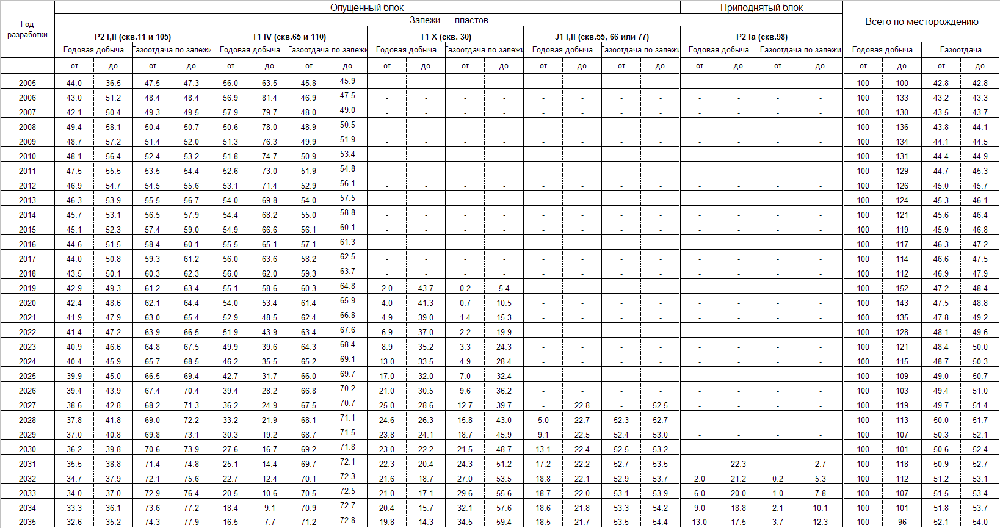 Год разработки Опущенный блок Приподнятый блок Всего по месторождению
Залежи пластов
P2-I,II (скв.11 и 105) T1-IV (скв.65 и 110) T1-X (скв. 30) J1-I,II (скв.55, 66 или 77) P2-Ia (скв.98)
Годовая добыча азоотдача по залежи Годовая добыча азоотдача по залежи Годовая добыча азоотдача по залежи Годовая добыча азоотдача по залежи Годовая добыча Газоотдача по залежи Годовая добыча Газоотдача
от до от до от до от до от до от до от до от до от до от до от до от до
2005 44.0 36.5 47.5 47.3 56.0 63.5 45.8 45.9 - - - - - - - - - - - - 100 100 42.8 42.8
2006 43.0 51.2 48.4 48.4 56.9 81.4 46.9 47.5 - - - - - - - - - - - - 100 133 43.2 43.3
2007 42.1 50.4 49.3 49.5 57.9 79.7 48.0 49.0 - - - - - - - - - - - - 100 130 43.5 43.7
2008 49.4 58.1 50.4 50.7 50.6 78.0 48.9 50.5 - - - - - - - - - - - - 100 136 43.8 44.1
2009 48.7 57.2 51.4 52.0 51.3 76.3 49.9 51.9 - - - - - - - - - - - - 100 134 44.1 44.5
2010 48.1 56.4 52.4 53.2 51.8 74.7 50.9 53.4 - - - - - - - - - - - - 100 131 44.4 44.9
2011 47.5 55.5 53.5 54.4 52.6 73.0 51.9 54.8 - - - - - - - - - - - - 100 129 44.7 45.3
2012 46.9 54.7 54.5 55.6 53.1 71.4 52.9 56.1 - - - - - - - - - - - - 100 126 45.0 45.7
2013 46.3 53.9 55.5 56.7 54.0 69.8 54.0 57.5 - - - - - - - - - - - - 100 124 45.3 46.1
2014 45.7 53.1 56.5 57.9 54.4 68.2 55.0 58.8 - - - - - - - - - - - - 100 121 45.6 46.4
2015 45.1 52.3 57.4 59.0 54.9 66.6 56.1 60.1 - - - - - - - - - - - - 100 119 45.9 46.8
2016 44.6 51.5 58.4 60.1 55.5 65.1 57.1 61.3 - - - - - - - - - - - - 100 117 46.3 47.2
2017 44.0 50.8 59.3 61.2 56.0 63.6 58.2 62.5 - - - - - - - - - - - - 100 114 46.6 47.5
2018 43.5 50.1 60.3 62.3 56.0 62.0 59.3 63.7 - - - - - - - - - - - - 100 112 46.9 47.9
2019 42.9 49.3 61.2 63.4 55.1 58.6 60.3 64.8 2.0 43.7 0.2 5.4 - - - - - - - - 100 152 47.2 48.4
2020 42.4 48.6 62.1 64.4 54.0 53.4 61.4 65.9 4.0 41.3 0.7 10.5 - - - - - - - - 100 143 47.5 48.8
2021 41.9 47.9 63.0 65.4 52.9 48.5 62.4 66.8 4.9 39.0 1.4 15.3 - - - - - - - - 100 135 47.8 49.2
2022 41.4 47.2 63.9 66.5 51.9 43.9 63.4 67.6 6.9 37.0 2.2 19.9 - - - - - - - - 100 128 48.1 49.6
2023 40.9 46.6 64.8 67.5 49.9 39.6 64.3 68.4 8.9 35.2 3.3 24.3 - - - - - - - - 100 121 48.4 50.0
2024 40.4 45.9 65.7 68.5 46.2 35.5 65.2 69.1 13.0 33.5 4.9 28.4 - - - - - - - - 100 115 48.7 50.3
2025 39.9 45.0 66.5 69.4 42.7 31.7 66.0 69.7 17.0 32.0 7.0 32.4 - - - - - - - - 100 109 49.0 50.7
2026 39.4 43.9 67.4 70.4 39.4 28.2 66.8 70.2 21.0 30.5 9.6 36.2 - - - - - - - - 100 103 49.4 51.0
2027 38.6 42.8 68.2 71.3 36.2 24.9 67.5 70.7 25.0 28.6 12.7 39.7 - 22.8 - 52.5 - - - - 100 119 49.7 51.4
2028 37.8 41.8 69.0 72.2 33.2 21.9 68.1 71.1 24.6 26.3 15.8 43.0 5.0 22.7 52.3 52.7 - - - - 100 113 50.0 51.7
2029 37.0 40.8 69.8 73.1 30.3 19.2 68.7 71.5 23.8 24.1 18.7 45.9 9.1 22.5 52.4 53.0 - - - - 100 107 50.3 52.1
2030 36.2 39.8 70.6 73.9 27.6 16.7 69.2 71.8 23.0 22.2 21.5 48.7 13.1 22.4 52.5 53.2 - - - - 100 101 50.6 52.4
2031 35.5 38.8 71.4 74.8 25.1 14.4 69.7 72.1 22.3 20.4 24.3 51.2 17.2 22.2 52.7 53.5 - 22.3 - 2.7 100 118 50.9 52.7
2032 34.7 37.9 72.1 75.6 22.7 12.4 70.1 72.3 21.6 18.7 27.0 53.5 18.8 22.1 52.9 53.7 2.0 21.2 0.2 5.3 100 112 51.2 53.1
2033 34.0 37.0 72.9 76.4 20.5 10.6 70.5 72.5 21.0 17.1 29.6 55.6 18.7 22.0 53.1 53.9 6.0 20.0 1.0 7.8 100 107 51.5 53.4
2034 33.3 36.1 73.6 77.2 18.4 9.1 70.9 72.7 20.4 15.7 32.1 57.6 18.6 21.8 53.3 54.2 9.0 18.8 2.1 10.1 100 101 51.8 53.7
2035 32.6 35.2 74.3 77.9 16.5 7.7 71.2 72.8 19.8 14.3 34.5 59.4 18.5 21.7 53.5 54.4 13.0 17.5 3.7 12.3 100 96 52.1 54.0